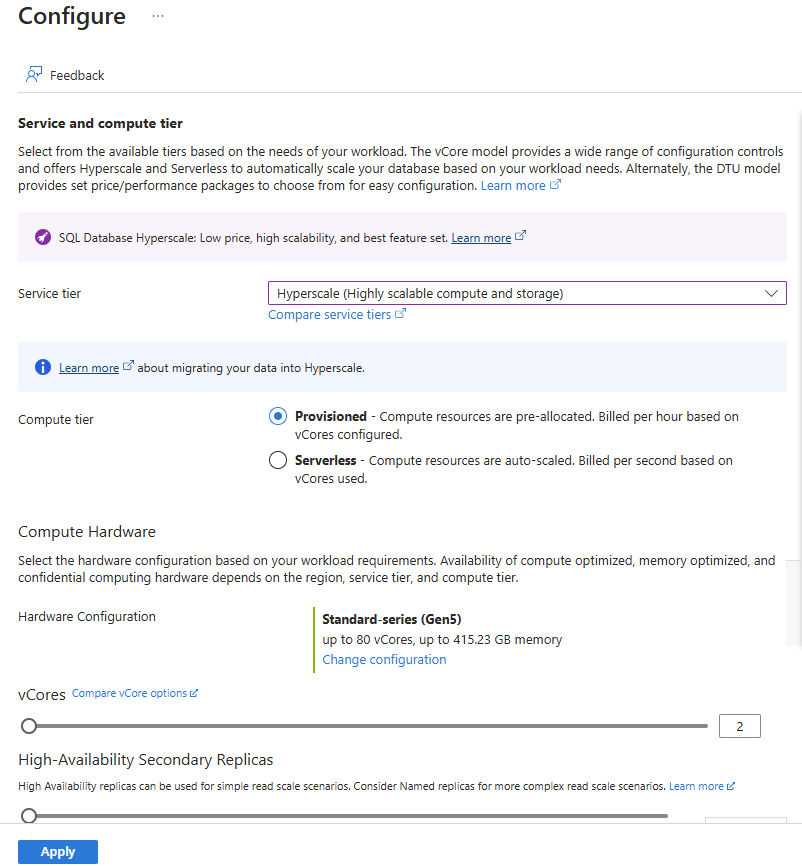 Configure ...
Feedback
Service and compute tier
Select from the available tiers based on the needs of your workload. The vCore model provides a wide range of configuration controls
and offers Hyperscale and Serverless to automatically scale your database based on your workload needs. Alternately, the DTU model
provides set price/performance packages to choose from for easy configuration. Learn more
SQL Database Hyperscale: Low price, high scalability, and best feature set. Learn more
Service tier
Hyperscale (Highly scalable compute and storage)
Compare service tiers
Learn more about migrating your data into Hyperscale.
Compute tier
Provisioned - Compute resources are pre-allocated. Billed per hour based on
vCores configured.
Serverless - Compute resources are auto-scaled. Billed per second based on
vCores used.
Compute Hardware
Select the hardware configuration based on your workload requirements. Availability of compute optimized, memory optimized, and
confidential computing hardware depends on the region, service tier, and compute tier.
Hardware Configuration
Standard-series (Gen5)
up to 80 vCores, up to 415.23 GB memory
Change configuration
vCores Compare vCore options
2
High-Availability Secondary Replicas
High Availability replicas can be used for simple read scale scenarios. Consider Named replicas for more complex read scale scenarios. Learn more
Apply